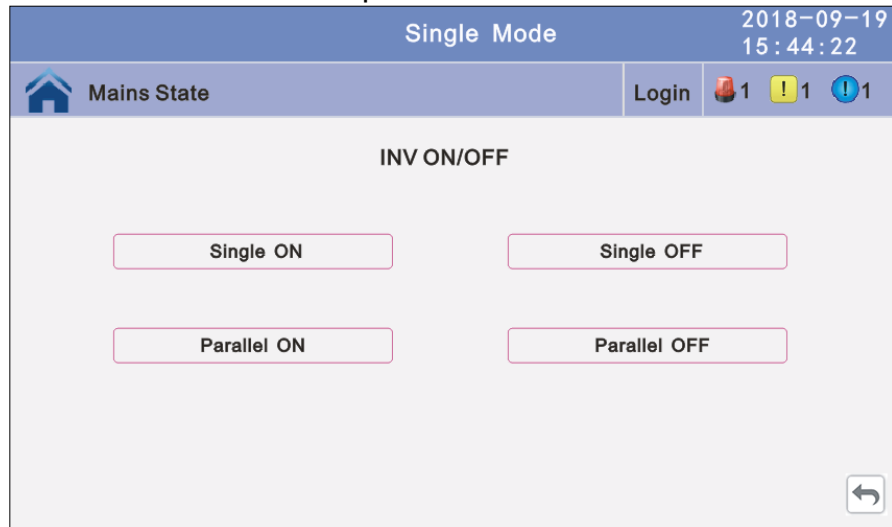 Single Mode
2018-09-19
15:44:22
Mains State
Login
1
! 1
! 1
INV ON/OFF
Single ON
Single OFF
Parallel ON
Parallel OFF